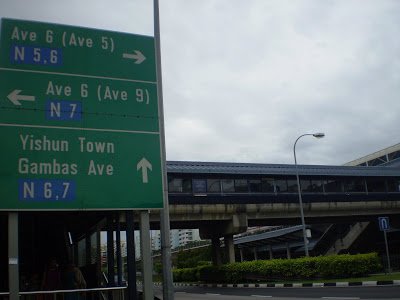 Ave 6 (Ave 5)
N 5,6
Ave 6 (Ave 9)
N 7
Yishun Town
Gambas Ave
N 6,7